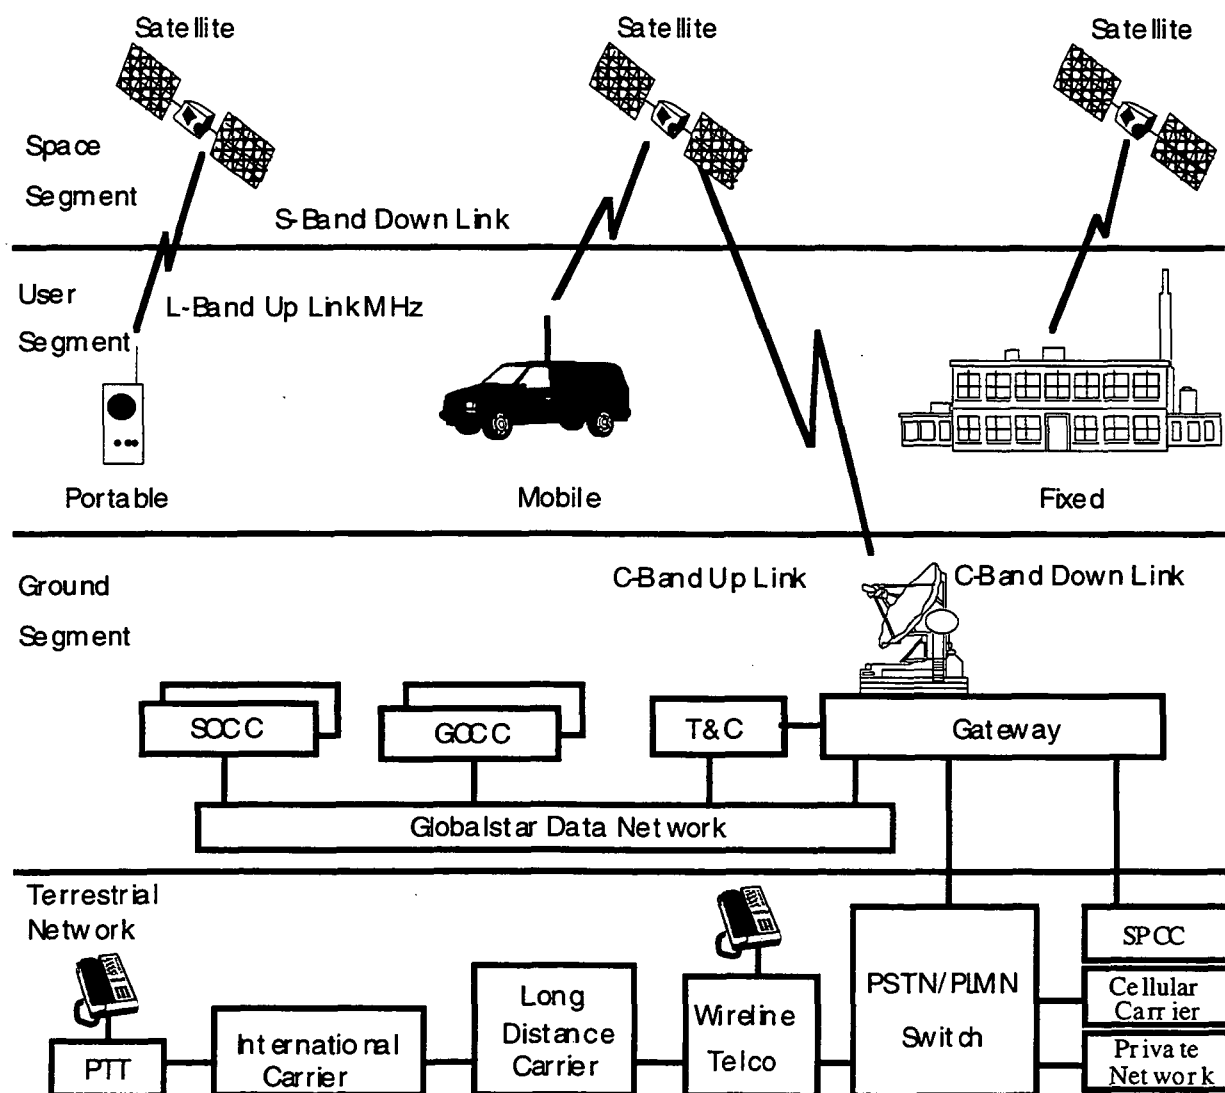 Satellite
Satellite
Satellite
Space
Segment
S-Band Down Link
User
Segment
L-Band Up Link MHz
Portable
Mobile
Fixed
Ground
Segment
C-Band Up Link
C-Band Down Link
SOCC
GOCC
T&C
Gateway
Globalstar Data Network
Terrestrial
Network
PTT
International
Carrier
Long
Distance
Carrier
Wireline
Telco
PSTN/PLMN
Switch
SPCC
Cellular
Carrier
Private
Network